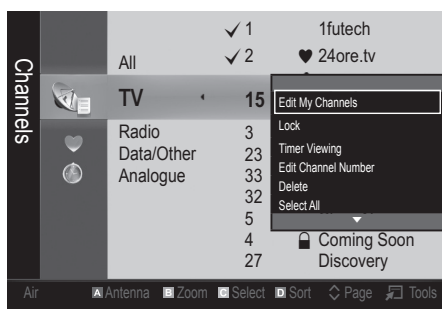 Channels
All
TV
Radio
Data/Other
Analogue
✓ 1 1futech
✓ 2 ♥ 24ore.tv
15
3
23
33
32
5
4 Coming Soon
27 Discovery
Edit My Channels
Lock
Timer Viewing
Edit Channel Number
Delete
Select All
Air A Antenna B Zoom C Select D Sort Page Tools